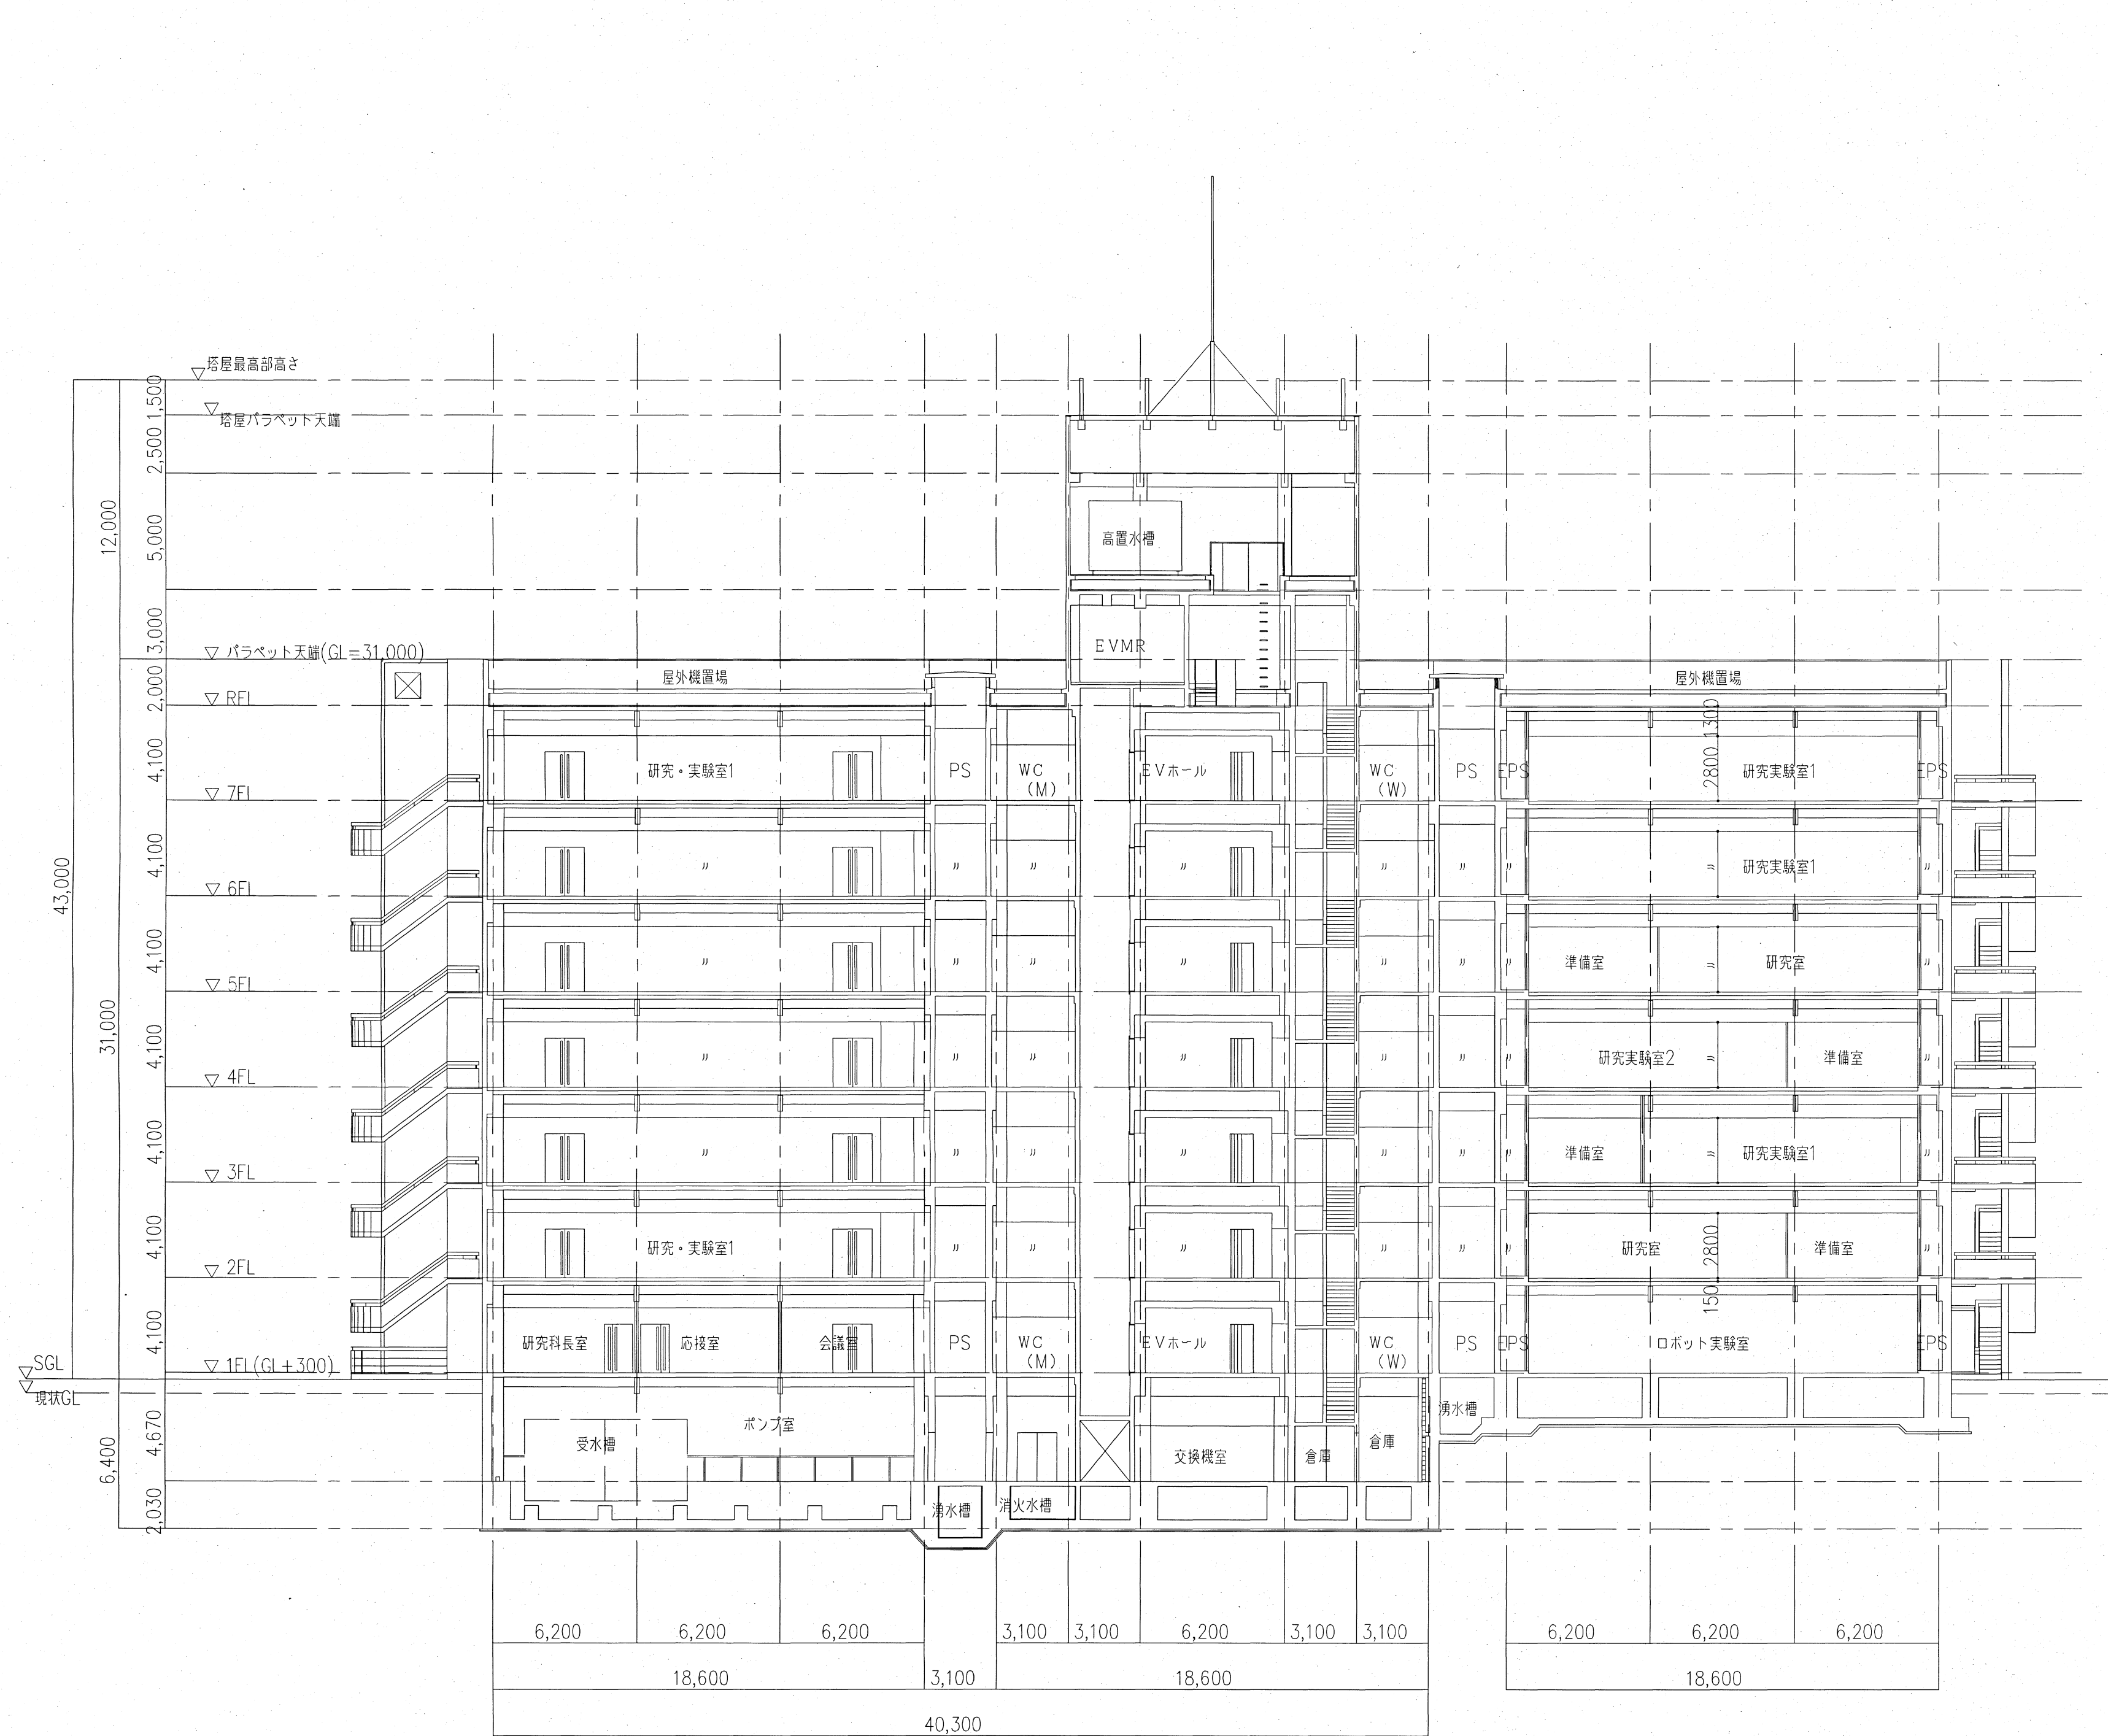 塔屋最高部高さ
1,500
塔屋パラペット天端
2,500
12,000
5,000
高置水槽
3,000
EVMR
パラペット天端(GL=31,000)
屋外機置場
屋外機置場
2,000
RFL
1300
4,100
研究・実験室1
PS
WC
(M)
EVホール
WC
(W)
PS
EPS
2800
研究実験室1
EPS
7FL
43,000
4,100
〃
〃
〃
〃
〃
〃
〃
〃
研究実験室1
〃
6FL
4,100
〃
〃
〃
〃
〃
〃
〃
準備室
〃
研究室
〃
5FL
31,000
4,100
〃
〃
〃
〃
〃
〃
〃
研究実験室2
〃
準備室
〃
4FL
4,100
〃
〃
〃
〃
〃
〃
〃
準備室
〃
研究実験室1
〃
3FL
4,100
研究・実験室1
〃
〃
〃
〃
〃
〃
研究室
2800
準備室
〃
2FL
150
4,100
研究科長室
応接室
会議室
PS
WC
(M)
EVホール
WC
(W)
PS
EPS
ロボット実験室
EPS
SGL
1FL(GL+300)
現状GL
6,400
4,670
受水槽
ポンプ室
交換機室
倉庫
倉庫
湧水槽
2,030
湧水槽
消火水槽
6,200
6,200
6,200
3,100
3,100
6,200
3,100
3,100
6,200
6,200
6,200
18,600
3,100
18,600
18,600
40,300